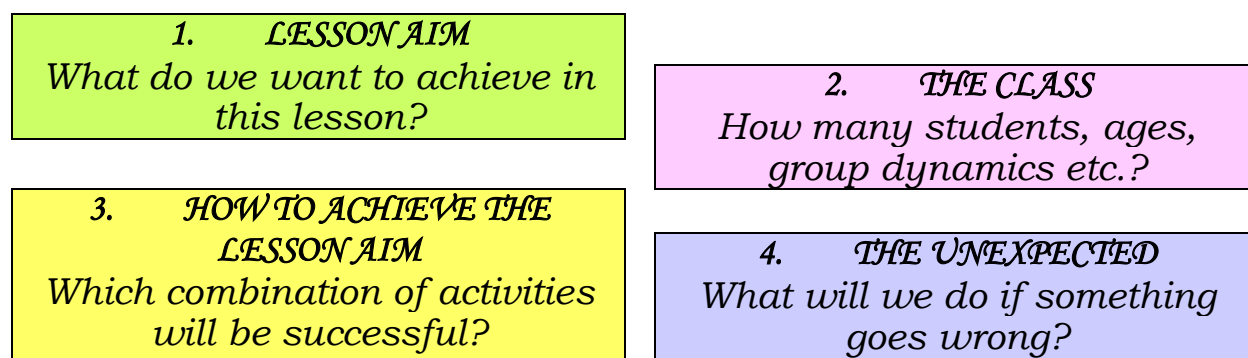 1. LESSON AIM
What do we want to achieve in
this lesson?
2. THE CLASS
How many students, ages,
group dynamics etc.?
3. HOW TO ACHIEVE THE
LESSON AIM
Which combination of activities
will be successful?
4. THE UNEXPECTED
What will we do if something
goes wrong?